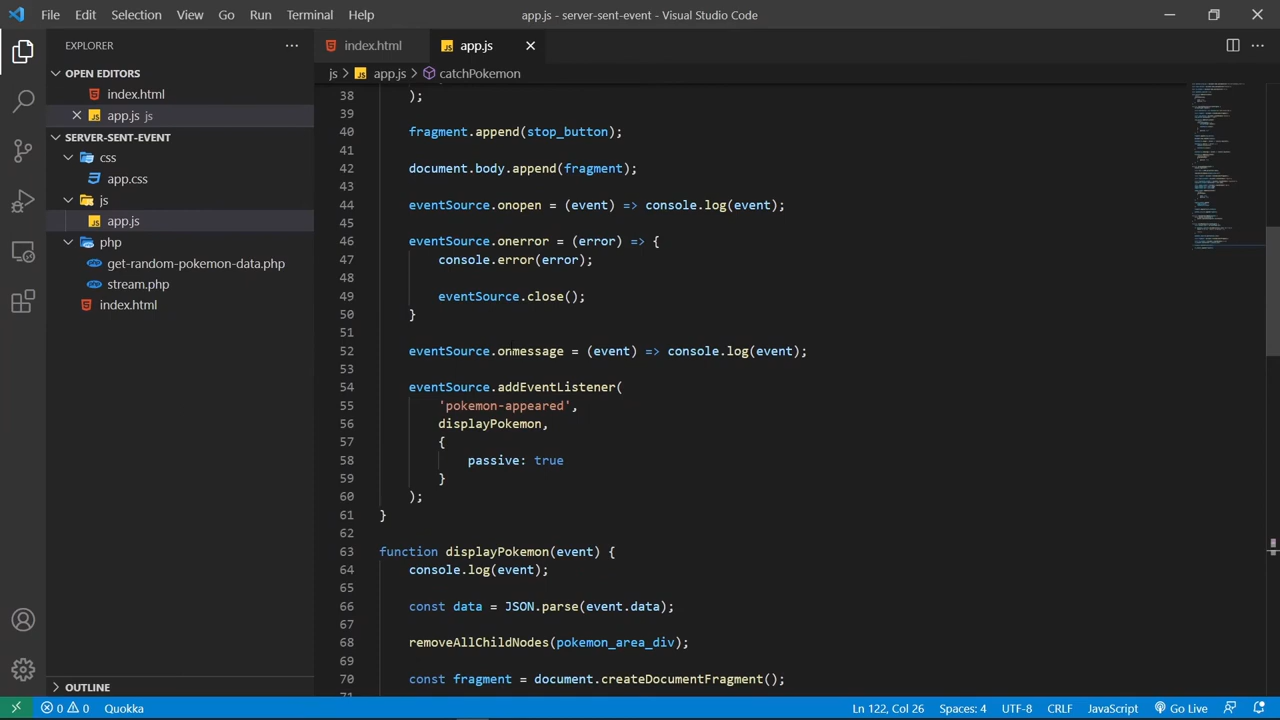 File Edit Selection View Go Run Terminal Help
app.js - server-sent-event - Visual Studio Code
EXPLORER
OPEN EDITORS
index.html
app.js js
SERVER-SENT-EVENT
css
app.css
js
app.js
php
get-random-pokemon-data.php
stream.php
index.html
OUTLINE
index.html app.js
js > app.js > catchPokemon
38 );
39
40 fragment.append(stop_button);
41
42 document.body.append(fragment);
43
44 eventSource.onopen = (event) => console.log(event
45
46 eventSource.onerror = (error) => {
47 console.error(error);
48
49 eventSource.close();
50 }
51
52 eventSource.onmessage = (event) => console.log(event);
53
54 eventSource.addEventListener(
55 'pokemon-appeared',
56 displayPokemon,
57 {
58 passive: true
59 }
60 );
61 }
62
63 function displayPokemon(event) {
64 console.log(event);
65
66 const data = JSON.parse(event.data);
67
68 removeAllChildNodes(pokemon_area_div);
69
70 const fragment = document.createDocumentFragment();
71
0 0 Quokka
Ln 122, Col 26 Spaces: 4 UTF-8 CRLF JavaScript Go Live